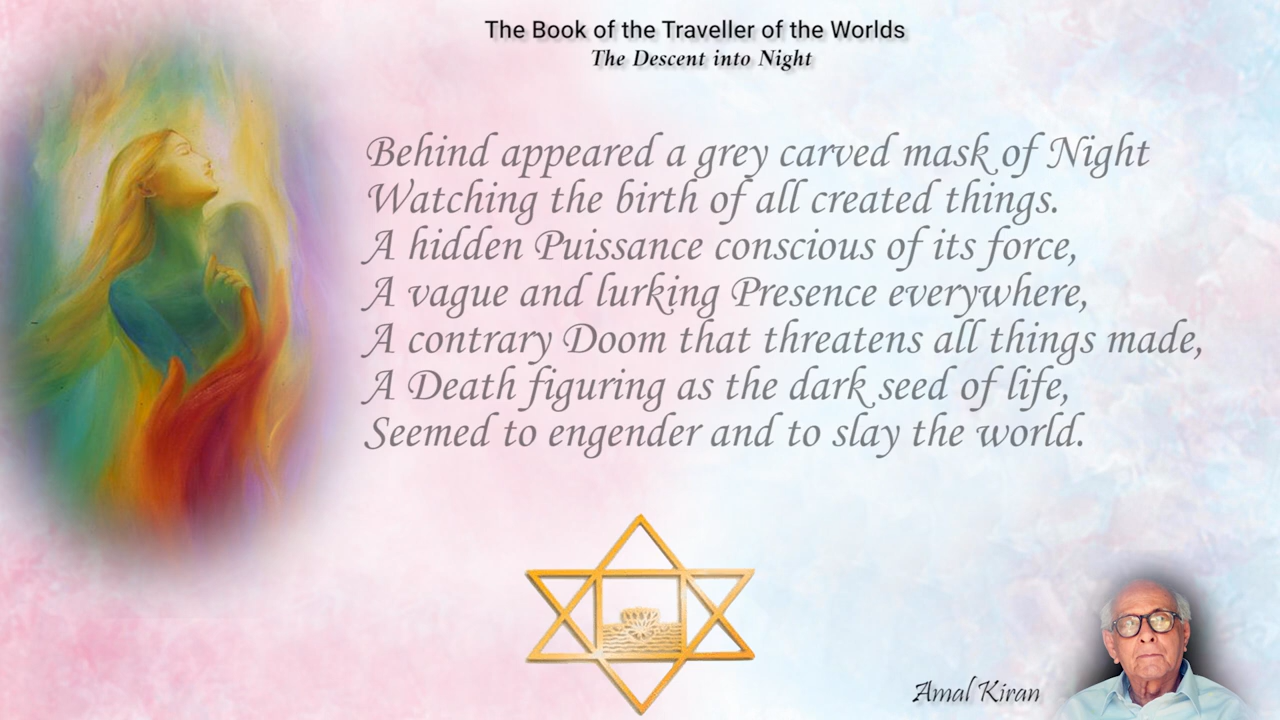 The Book of the Traveller of the Worlds
The Descent into Night
Behind appeared a grey carved mask of Night
Watching the birth of all created things.
A hidden Puissance conscious of its force,
A vague and lurking Presence everywhere,
A contrary Doom that threatens all things made,
A Death figuring as the dark seed of life,
Seemed to engender and to slay the world.
Amal Kiran